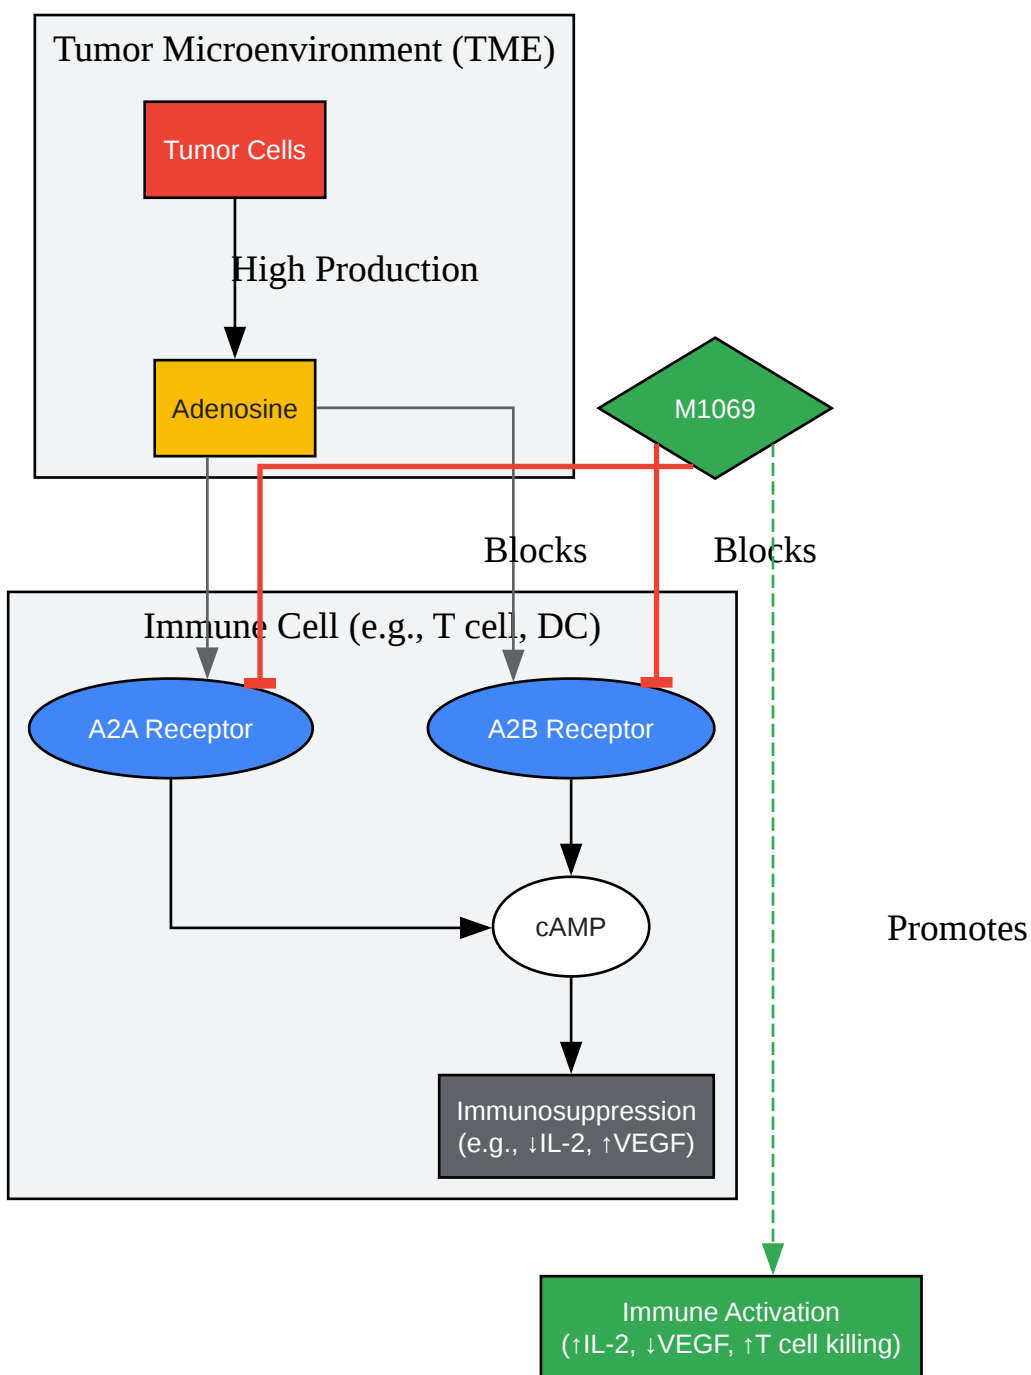 Tumor Microenvironment (TME)
Tumor Cells
High Production
Adenosine
M1069
Blocks
Blocks
Immune Cell (e.g., T cell, DC)
A2A Receptor
A2B Receptor
cAMP
Promotes
Immunosuppression
(e.g., ↓IL-2, ↑VEGF)
Immune Activation
(↑IL-2, ↓VEGF, ↑T cell killing)